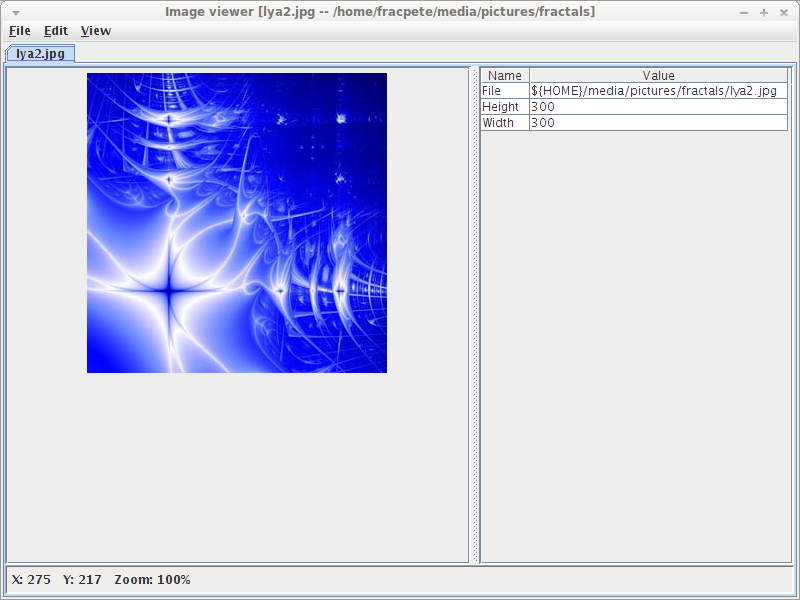 Image viewer [lya2.jpg -- /home/fracpete/media/pictures/fractals]
File Edit View
lya2.jpg
Name Value
File ${HOME}/media/pictures/fractals/lya2.jpg
Height 300
Width 300
X: 275 Y: 217 Zoom: 100%